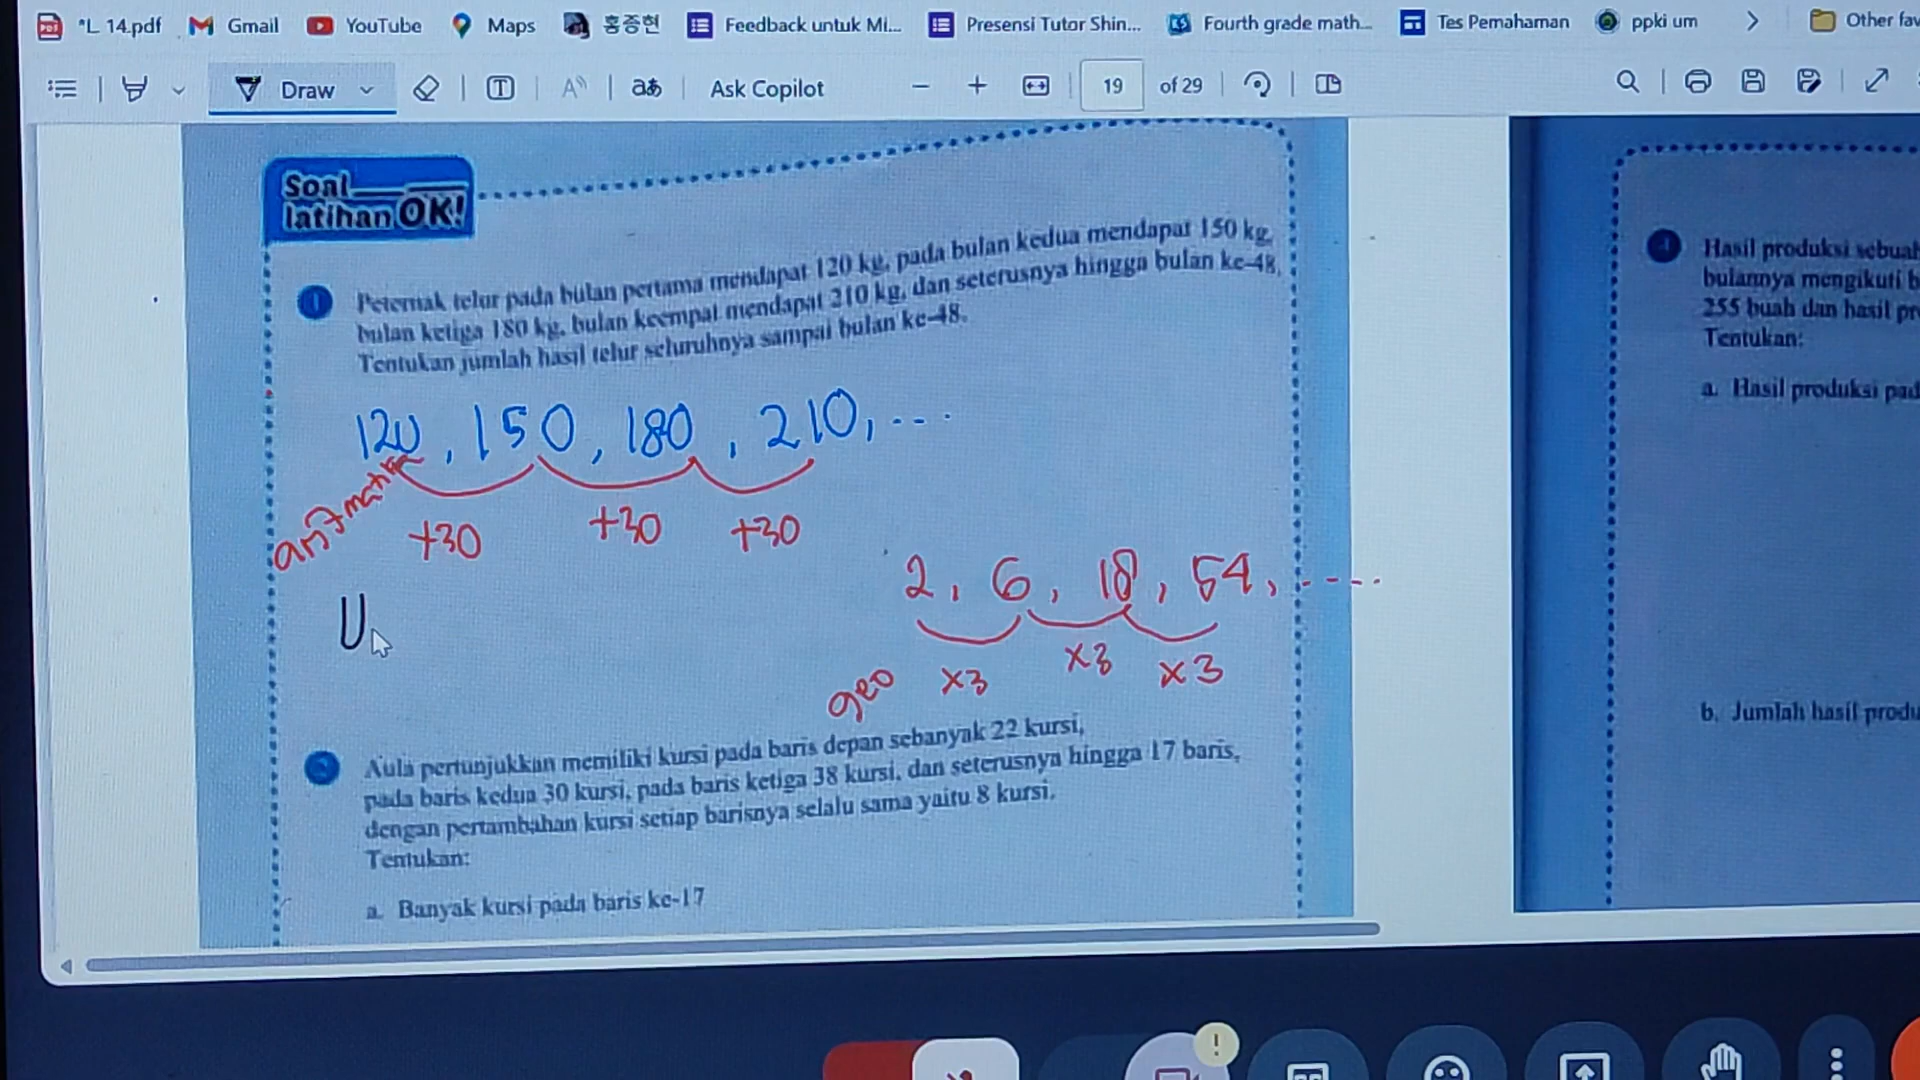 *L 14.pdf Gmail YouTube Maps 홍종현 Feedback untuk Mi... Presensi Tutor Shin... Fourth grade math... Tes Pemahaman ppki um Other fav
Draw T aあ Ask Copilot 19 of 29
Soal
latihan OK!
1 Peternak telur pada bulan pertama mendapat 120 kg, pada bulan kedua mendapat 150 kg,
bulan ketiga 180 kg, bulan keempat mendapat 210 kg, dan seterusnya hingga bulan ke-48.
Tentukan jumlah hasil telur seluruhnya sampai bulan ke-48.
120, 150, 180, 210, ...
aritmatika
+30 +30 +30
U
2, 6, 18, 54, ....
geo x3 x3 x3
2 Aula pertunjukkan memiliki kursi pada baris depan sebanyak 22 kursi,
pada baris kedua 30 kursi, pada baris ketiga 38 kursi, dan seterusnya hingga 17 baris,
dengan pertambahan kursi setiap barisnya selalu sama yaitu 8 kursi.
Tentukan:
a. Banyak kursi pada baris ke-17
Hasil produksi sebuah
bulannya mengikuti b
255 buah dan hasil pr
Tentukan:
a. Hasil produksi pad
b. Jumlah hasil produ